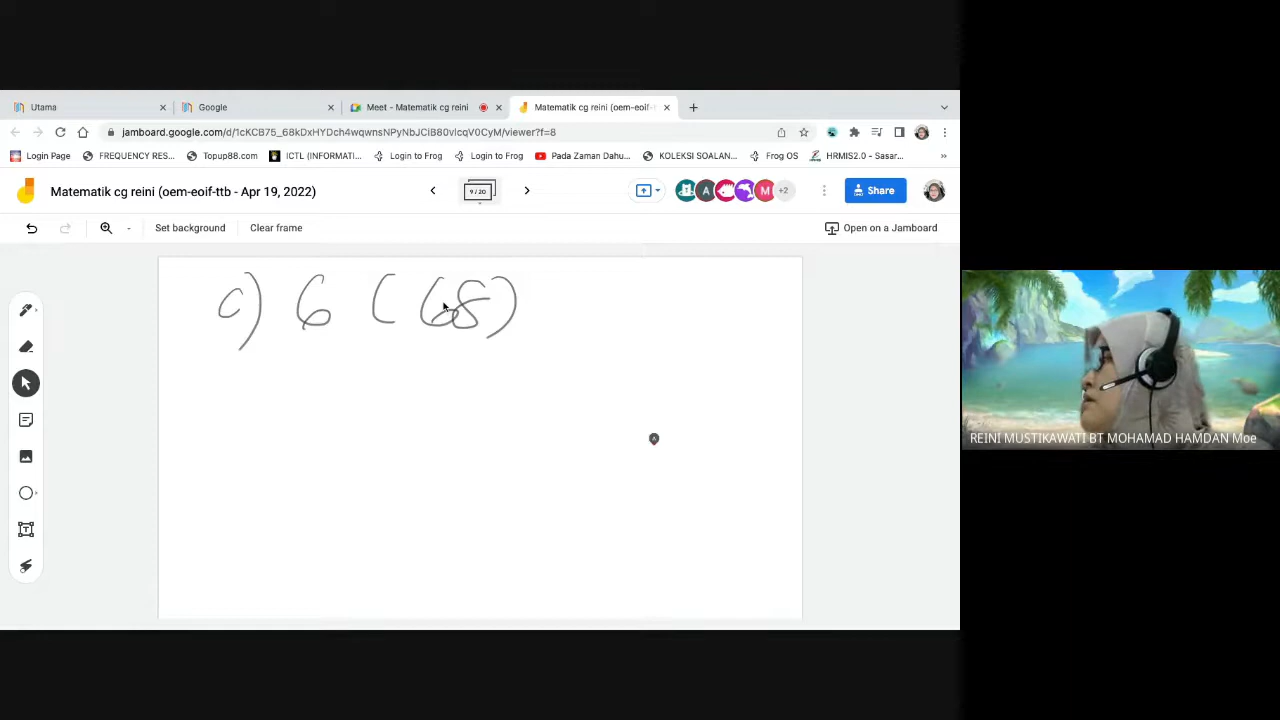 Utama
Google
Meet - Matematik cg reini
Matematik cg reini (oem-eoif-
jamboard.google.com/d/1cKCB75_68kDxHYDch4wqwnsNPyNbJCiB80vlcqV0CyM/viewer?f=8
Login Page
FREQUENCY RES...
Topup88.com
ICTL (INFORMATI...
Login to Frog
Login to Frog
Pada Zaman Dahu...
KOLEKSI SOALAN...
Frog OS
HRMIS2.0 - Sasar...
»
Matematik cg reini (oem-eoif-ttb - Apr 19, 2022)
9 / 20
A
M
+2
Share
Set background
Clear frame
Open on a Jamboard
c) 6 (68)
A
REINI MUSTIKAWATI BT MOHAMAD HAMDAN Moe